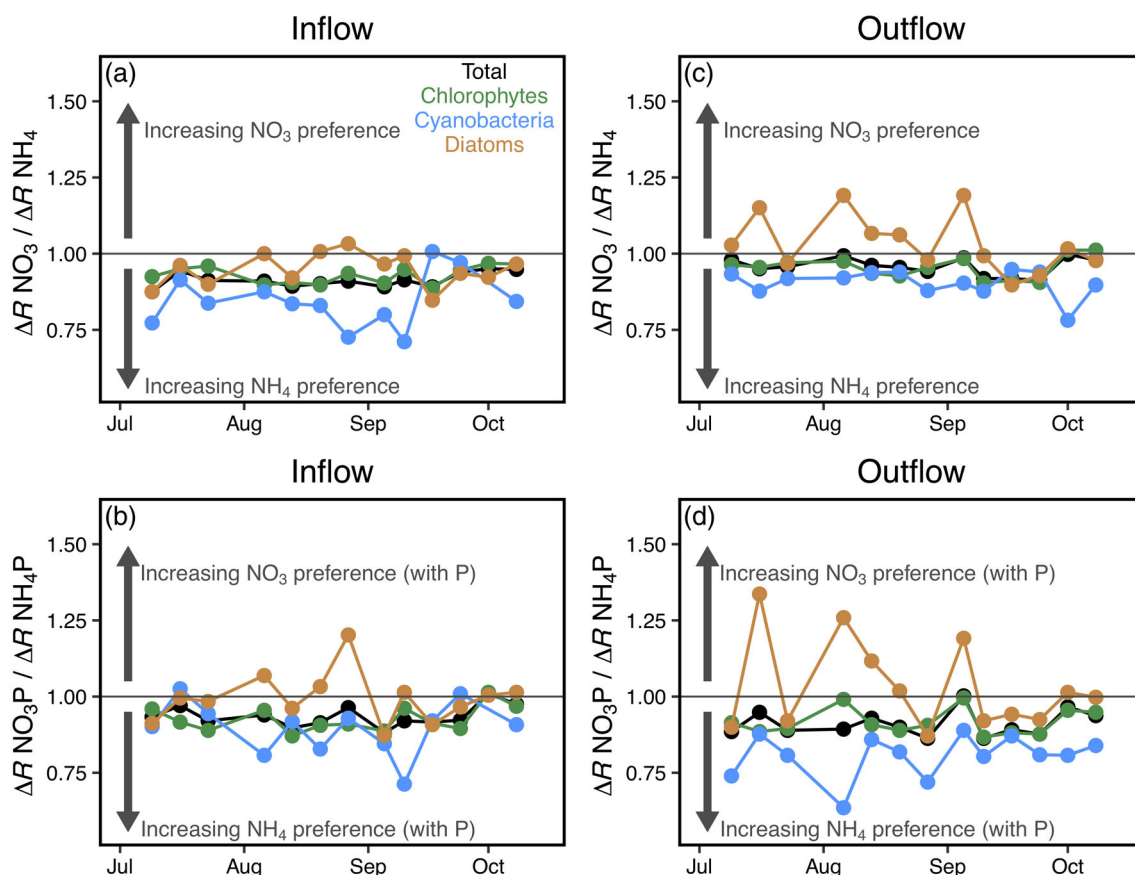 Inflow
(a)
Total
Chlorophytes
Cyanobacteria
Diatoms
1.50
1.25
1.00
0.75
ΔR NO₃ / ΔR NH₄
Increasing NO₃ preference
Increasing NH₄ preference
Jul Aug Sep Oct
Outflow
(c)
1.50
1.25
1.00
0.75
ΔR NO₃ / ΔR NH₄
Increasing NO₃ preference
Increasing NH₄ preference
Jul Aug Sep Oct
Inflow
(b)
1.50
1.25
1.00
0.75
ΔR NO₃P / ΔR NH₄P
Increasing NO₃ preference (with P)
Increasing NH₄ preference (with P)
Jul Aug Sep Oct
Outflow
(d)
1.50
1.25
1.00
0.75
ΔR NO₃P / ΔR NH₄P
Increasing NO₃ preference (with P)
Increasing NH₄ preference (with P)
Jul Aug Sep Oct